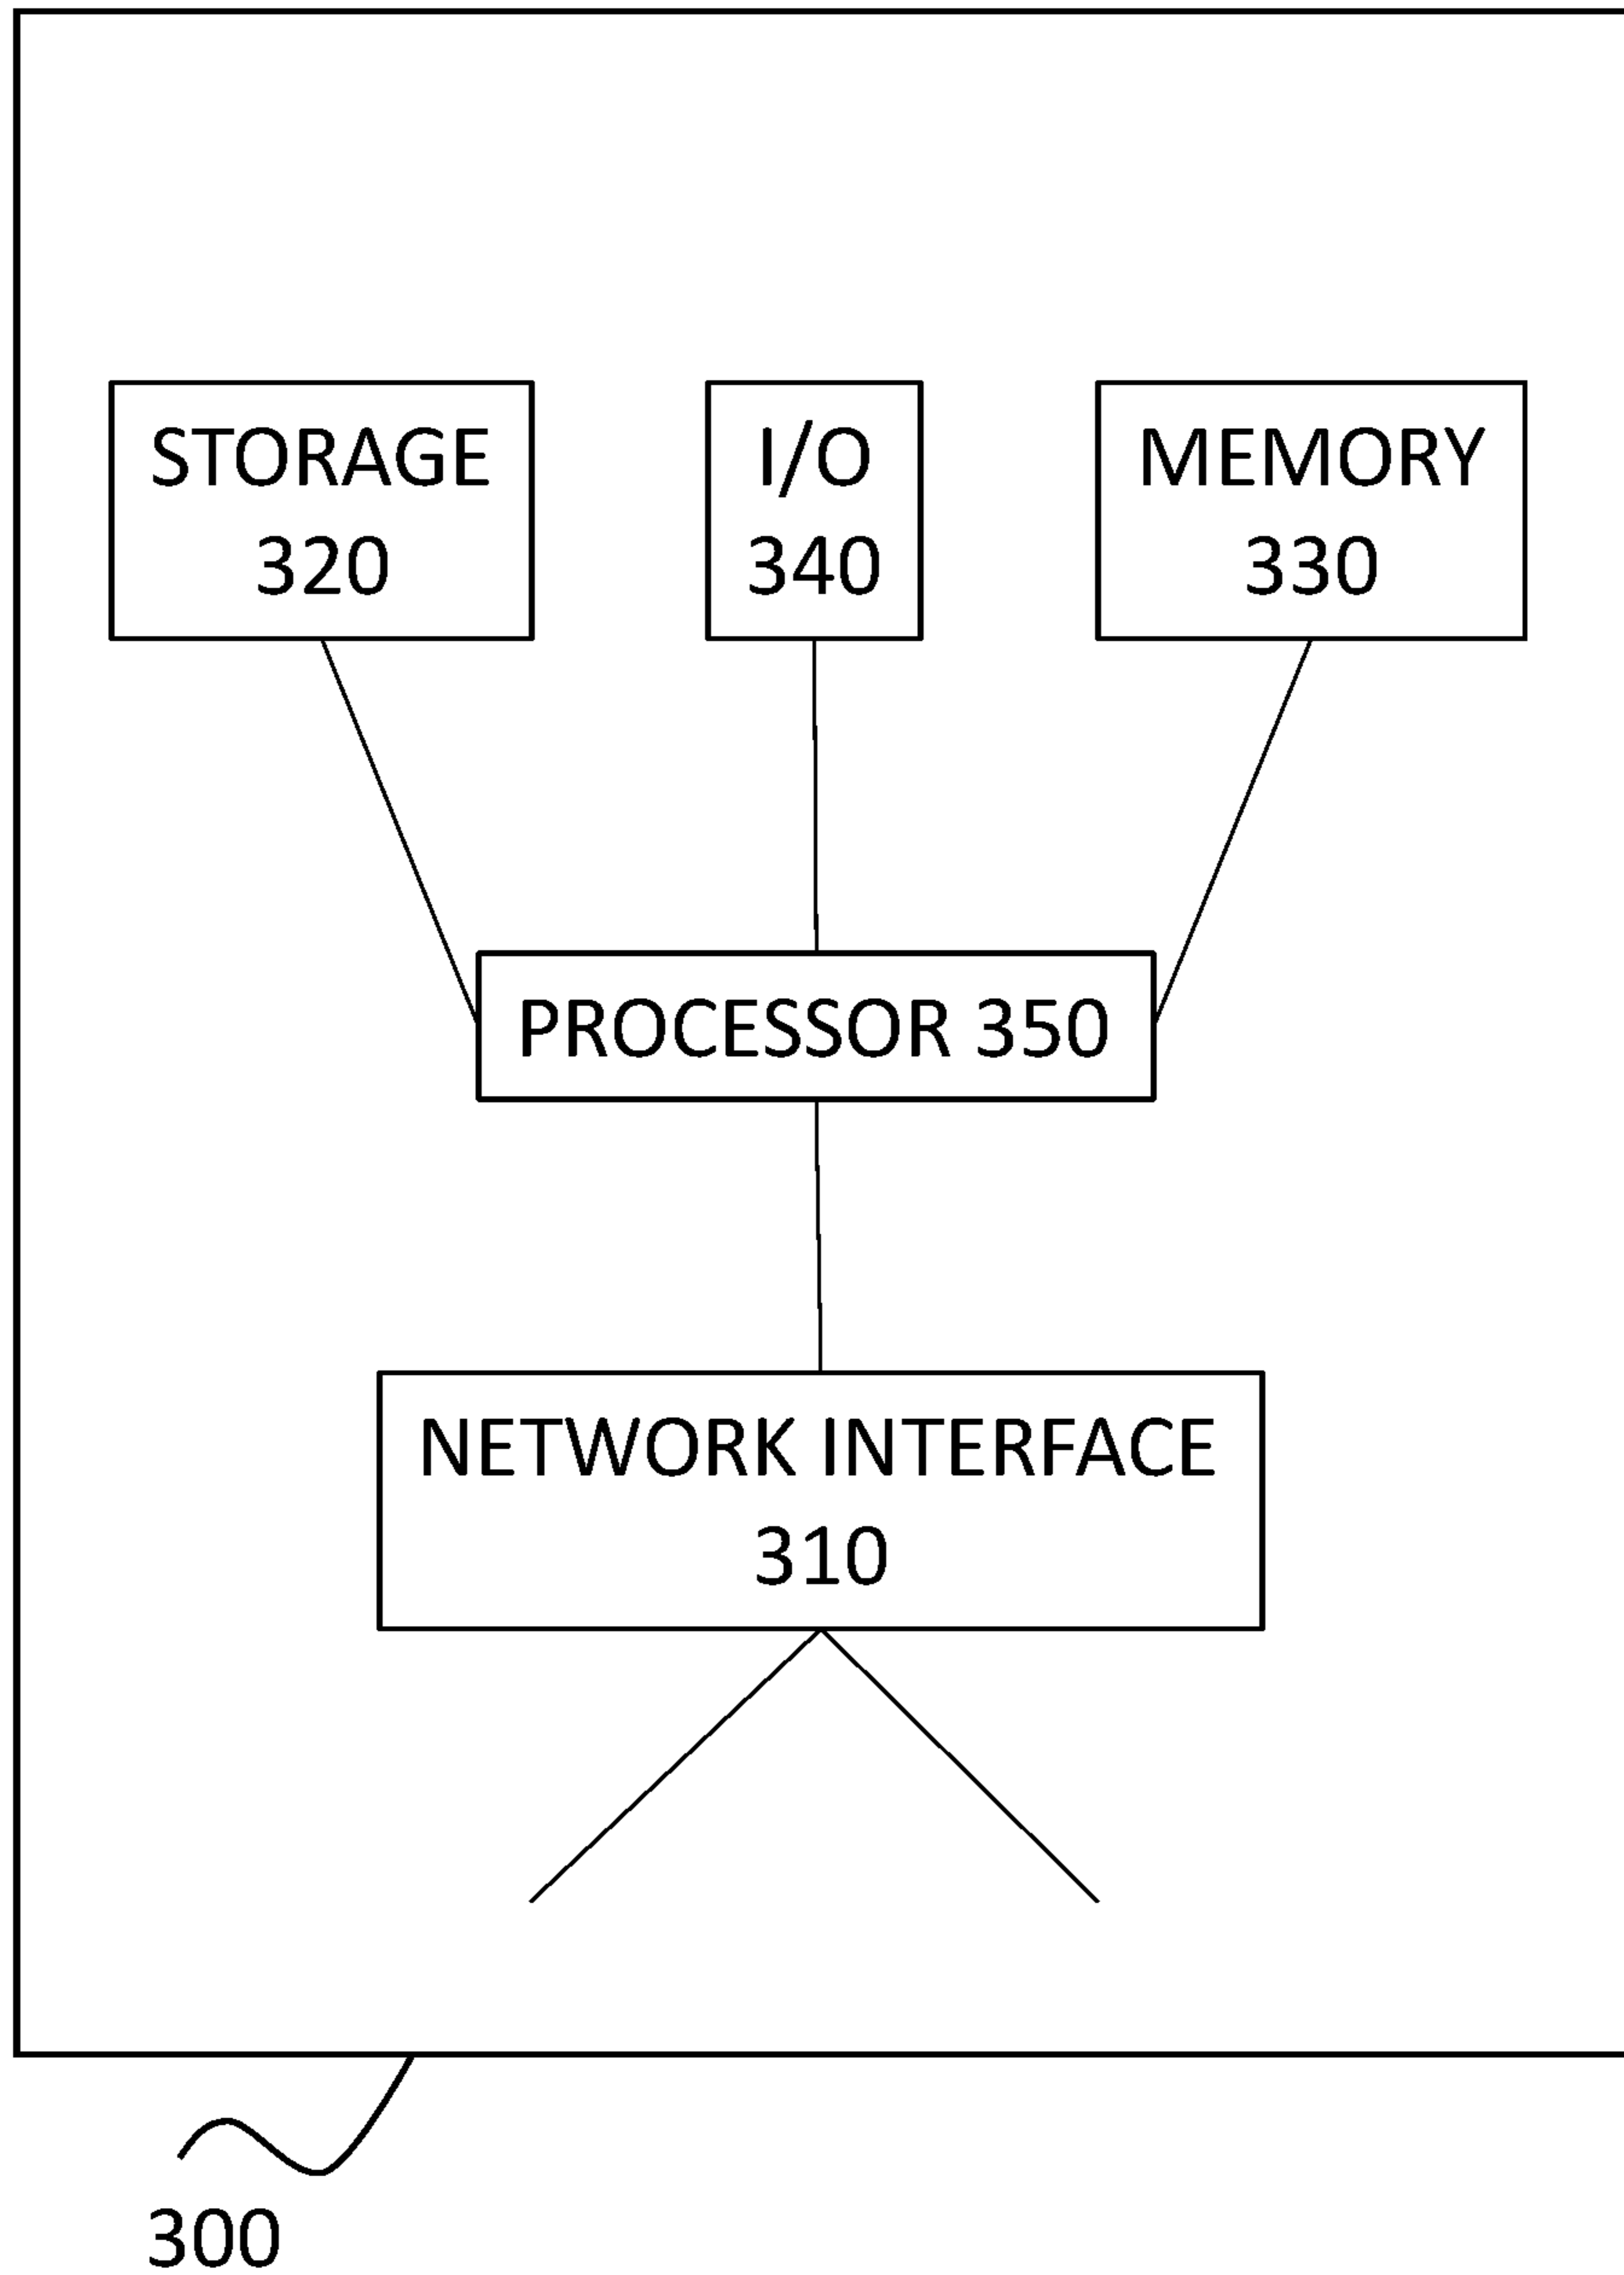 STORAGE
320
I/O
340
MEMORY
330
PROCESSOR 350
NETWORK INTERFACE
310
300